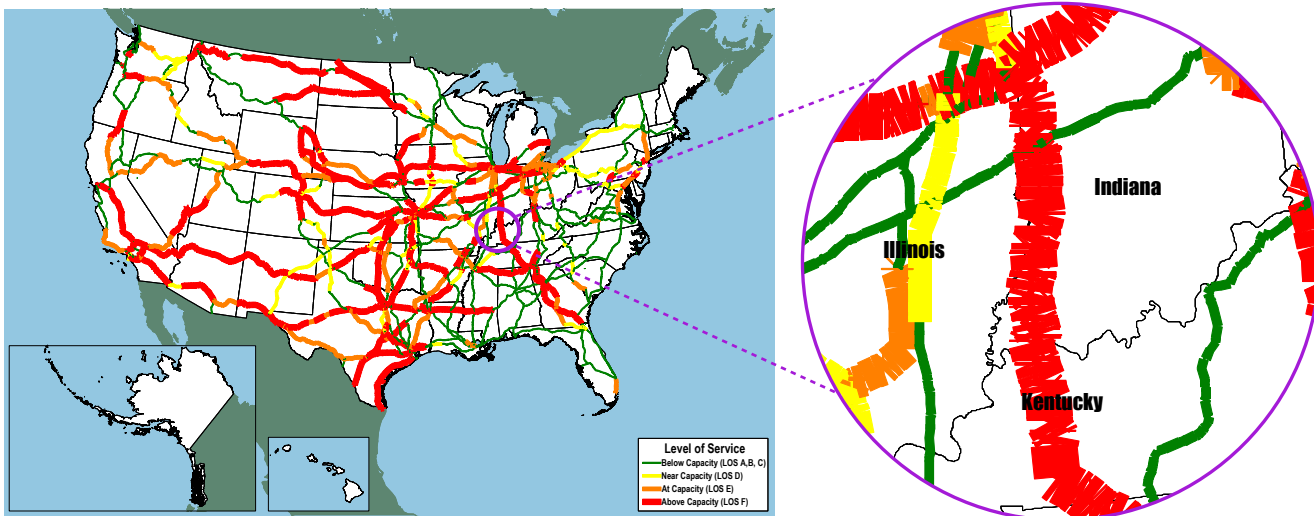 Indiana
Illinois
Kentucky
Level of Service
Below Capacity (LOS A,B, C)
Near Capacity (LOS D)
At Capacity (LOS E)
Above Capacity (LOS F)